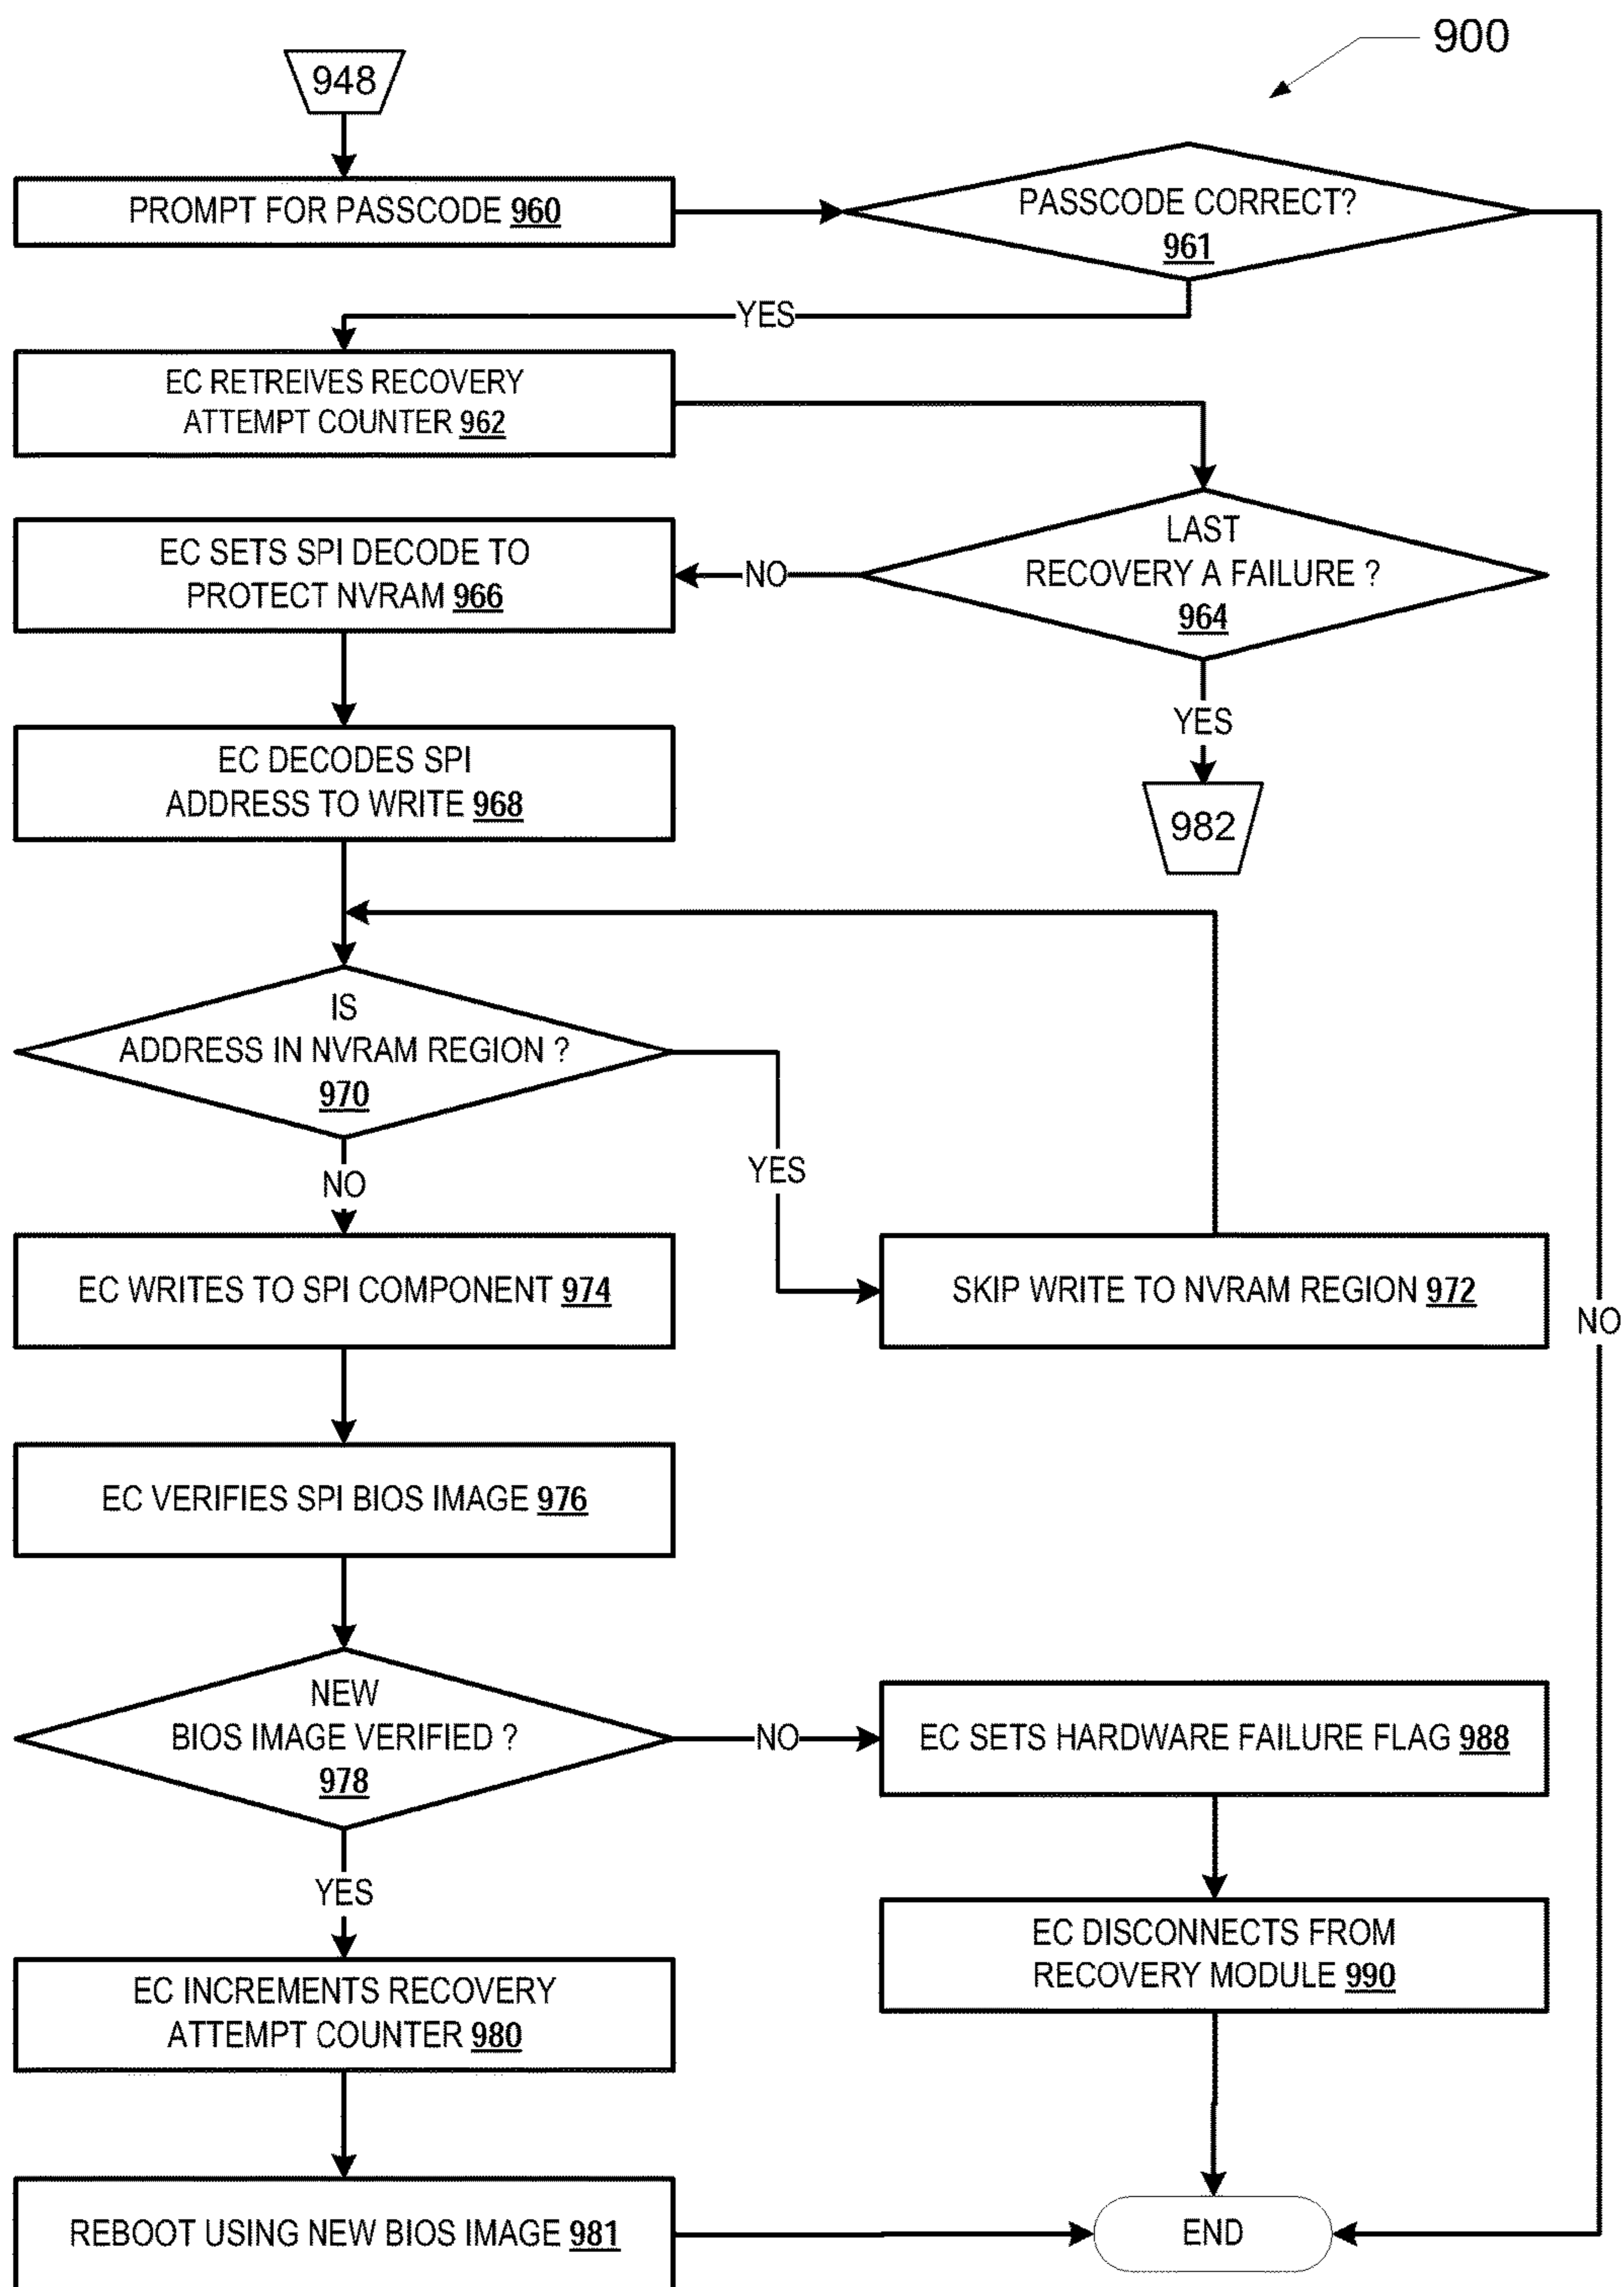 900
948
PROMPT FOR PASSCODE 960
PASSCODE CORRECT?
961
YES
EC RETREIVES RECOVERY
ATTEMPT COUNTER 962
LAST
RECOVERY A FAILURE ?
964
NO
EC SETS SPI DECODE TO
PROTECT NVRAM 966
YES
982
EC DECODES SPI
ADDRESS TO WRITE 968
IS
ADDRESS IN NVRAM REGION ?
970
YES
NO
SKIP WRITE TO NVRAM REGION 972
NO
EC WRITES TO SPI COMPONENT 974
EC VERIFIES SPI BIOS IMAGE 976
NEW
BIOS IMAGE VERIFIED ?
978
NO
EC SETS HARDWARE FAILURE FLAG 988
YES
EC DISCONNECTS FROM
RECOVERY MODULE 990
EC INCREMENTS RECOVERY
ATTEMPT COUNTER 980
REBOOT USING NEW BIOS IMAGE 981
END